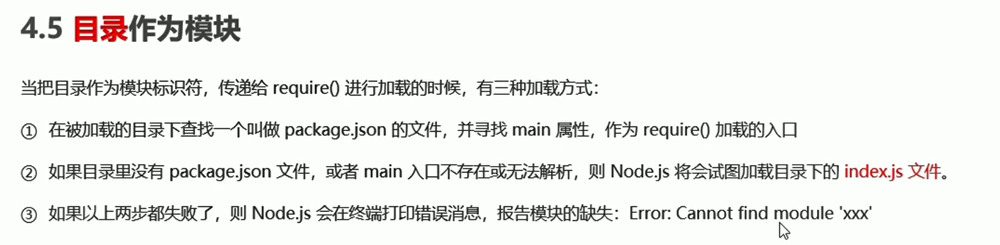 4.5 目录作为模块
当把目录作为模块标识符，传递给 require() 进行加载的时候，有三种加载方式：
① 在被加载的目录下查找一个叫做 package.json 的文件，并寻找 main 属性，作为 require() 加载的入口
② 如果目录里没有 package.json 文件，或者 main 入口不存在或无法解析，则 Node.js 将会试图加载目录下的 index.js 文件。
③ 如果以上两步都失败了，则 Node.js 会在终端打印错误消息，报告模块的缺失：Error: Cannot find module 'xxx'